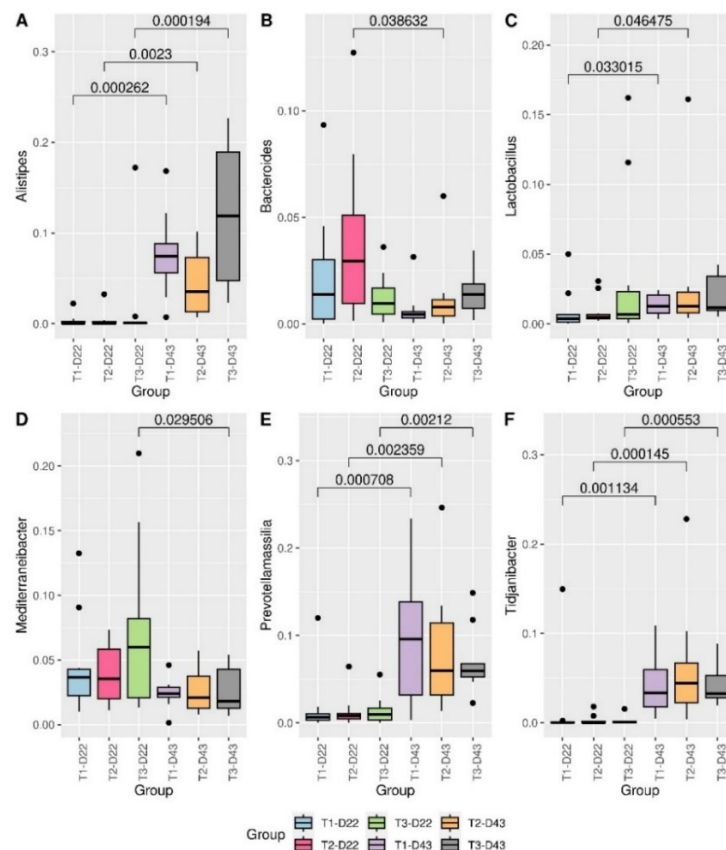 A
0.000194
0.0023
0.000262
0.3
0.2
0.1
0.0
Alistipes
T1-D22
T2-D22
T3-D22
T1-D43
T2-D43
T3-D43
Group
B
0.038632
0.10
0.05
0.00
Bacteroides
T1-D22
T2-D22
T3-D22
T1-D43
T2-D43
T3-D43
Group
C
0.046475
0.033015
0.20
0.15
0.10
0.05
0.00
Lactobacillus
T1-D22
T2-D22
T3-D22
T1-D43
T2-D43
T3-D43
Group
D
0.029506
0.20
0.15
0.10
0.05
0.00
Mediterraneibacter
T1-D22
T2-D22
T3-D22
T1-D43
T2-D43
T3-D43
Group
E
0.00212
0.002359
0.000708
0.3
0.2
0.1
0.0
Prevotellamassilia
T1-D22
T2-D22
T3-D22
T1-D43
T2-D43
T3-D43
Group
F
0.000553
0.000145
0.001134
0.3
0.2
0.1
0.0
Tidjanibacter
T1-D22
T2-D22
T3-D22
T1-D43
T2-D43
T3-D43
Group
Group
T1-D22 T3-D22 T2-D43
T2-D22 T1-D43 T3-D43